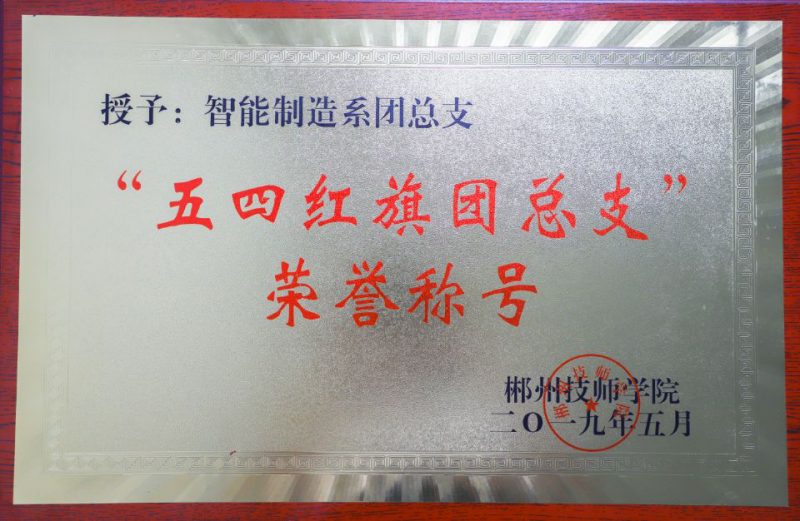 授予：智能制造系团总支
“五四红旗团总支”
荣誉称号
郴州技师学院
二O一九年五月